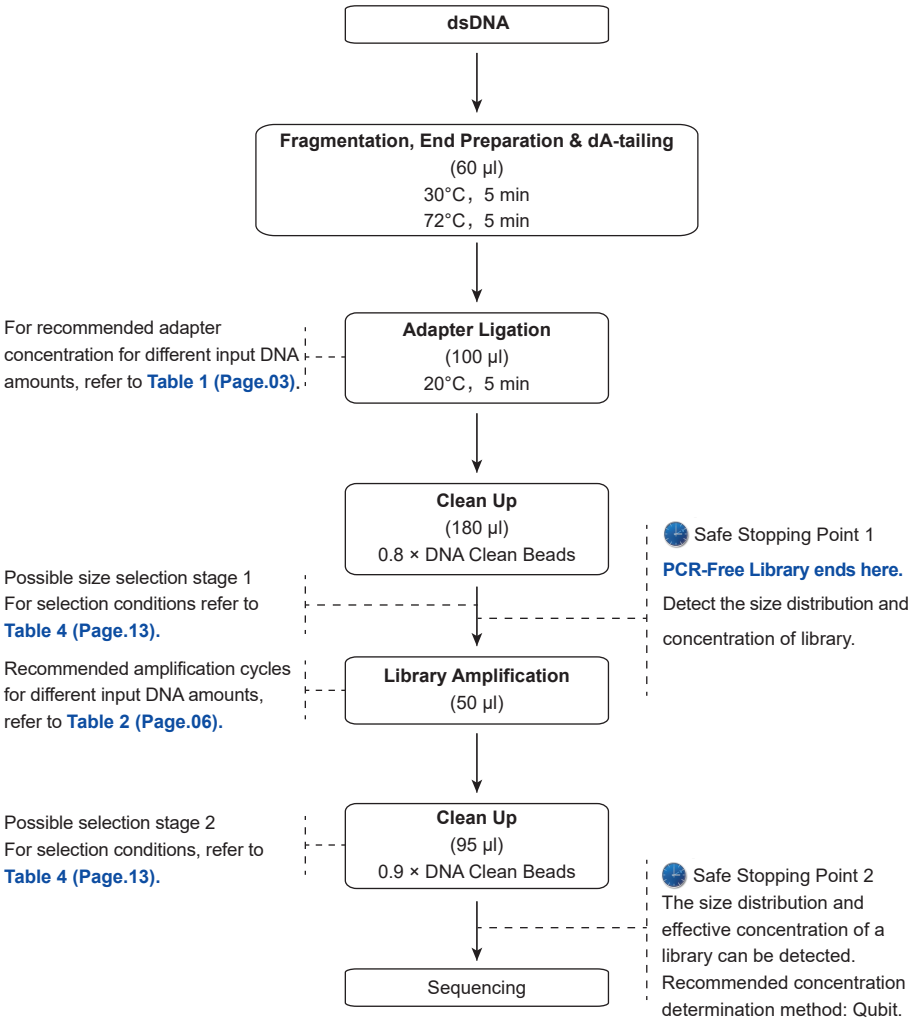 dsDNA
Fragmentation, End Preparation & dA-tailing
(60 µl)
30°C，5 min
72°C，5 min
For recommended adapter
concentration for different input DNA
amounts, refer to Table 1 (Page.03).
Adapter Ligation
(100 µl)
20°C，5 min
Clean Up
(180 µl)
0.8 × DNA Clean Beads
Safe Stopping Point 1
PCR-Free Library ends here.
Detect the size distribution and
concentration of library.
Possible size selection stage 1
For selection conditions refer to
Table 4 (Page.13).
Recommended amplification cycles
for different input DNA amounts,
refer to Table 2 (Page.06).
Library Amplification
(50 µl)
Possible selection stage 2
For selection conditions, refer to
Table 4 (Page.13).
Clean Up
(95 µl)
0.9 × DNA Clean Beads
Safe Stopping Point 2
The size distribution and
effective concentration of a
library can be detected.
Recommended concentration
determination method: Qubit.
Sequencing